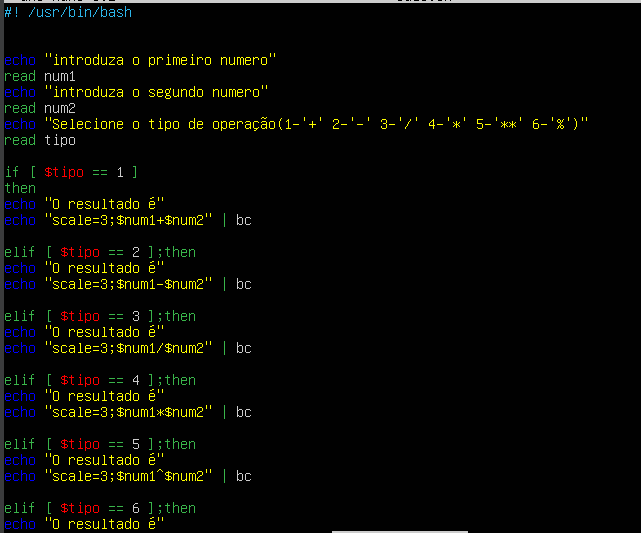 #! /usr/bin/bash
echo "introduza o primeiro numero"
read num1
echo "introduza o segundo numero"
read num2
echo "Selecione o tipo de operação(1-'+' 2-'-' 3-'/' 4-'*' 5-'**' 6-'%')"
read tipo
if [ $tipo == 1 ]
then
echo "O resultado é"
echo "scale=3;$num1+$num2" | bc
elif [ $tipo == 2 ];then
echo "O resultado é"
echo "scale=3;$num1-$num2" | bc
elif [ $tipo == 3 ];then
echo "O resultado é"
echo "scale=3;$num1/$num2" | bc
elif [ $tipo == 4 ];then
echo "O resultado é"
echo "scale=3;$num1*$num2" | bc
elif [ $tipo == 5 ];then
echo "O resultado é"
echo "scale=3;$num1^$num2" | bc
elif [ $tipo == 6 ];then
echo "O resultado é"